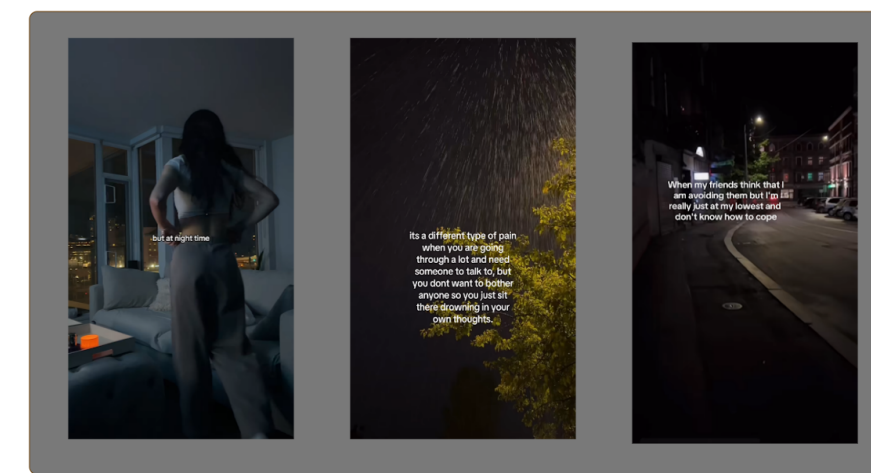 but at night time
its a different type of pain
when you are going
through a lot and need
someone to talk to, but
you dont want to bother
anyone so you just sit
there drowning in your
own thoughts.
When my friends think that I
am avoiding them but I'm
really just at my lowest and
don't know how to cope